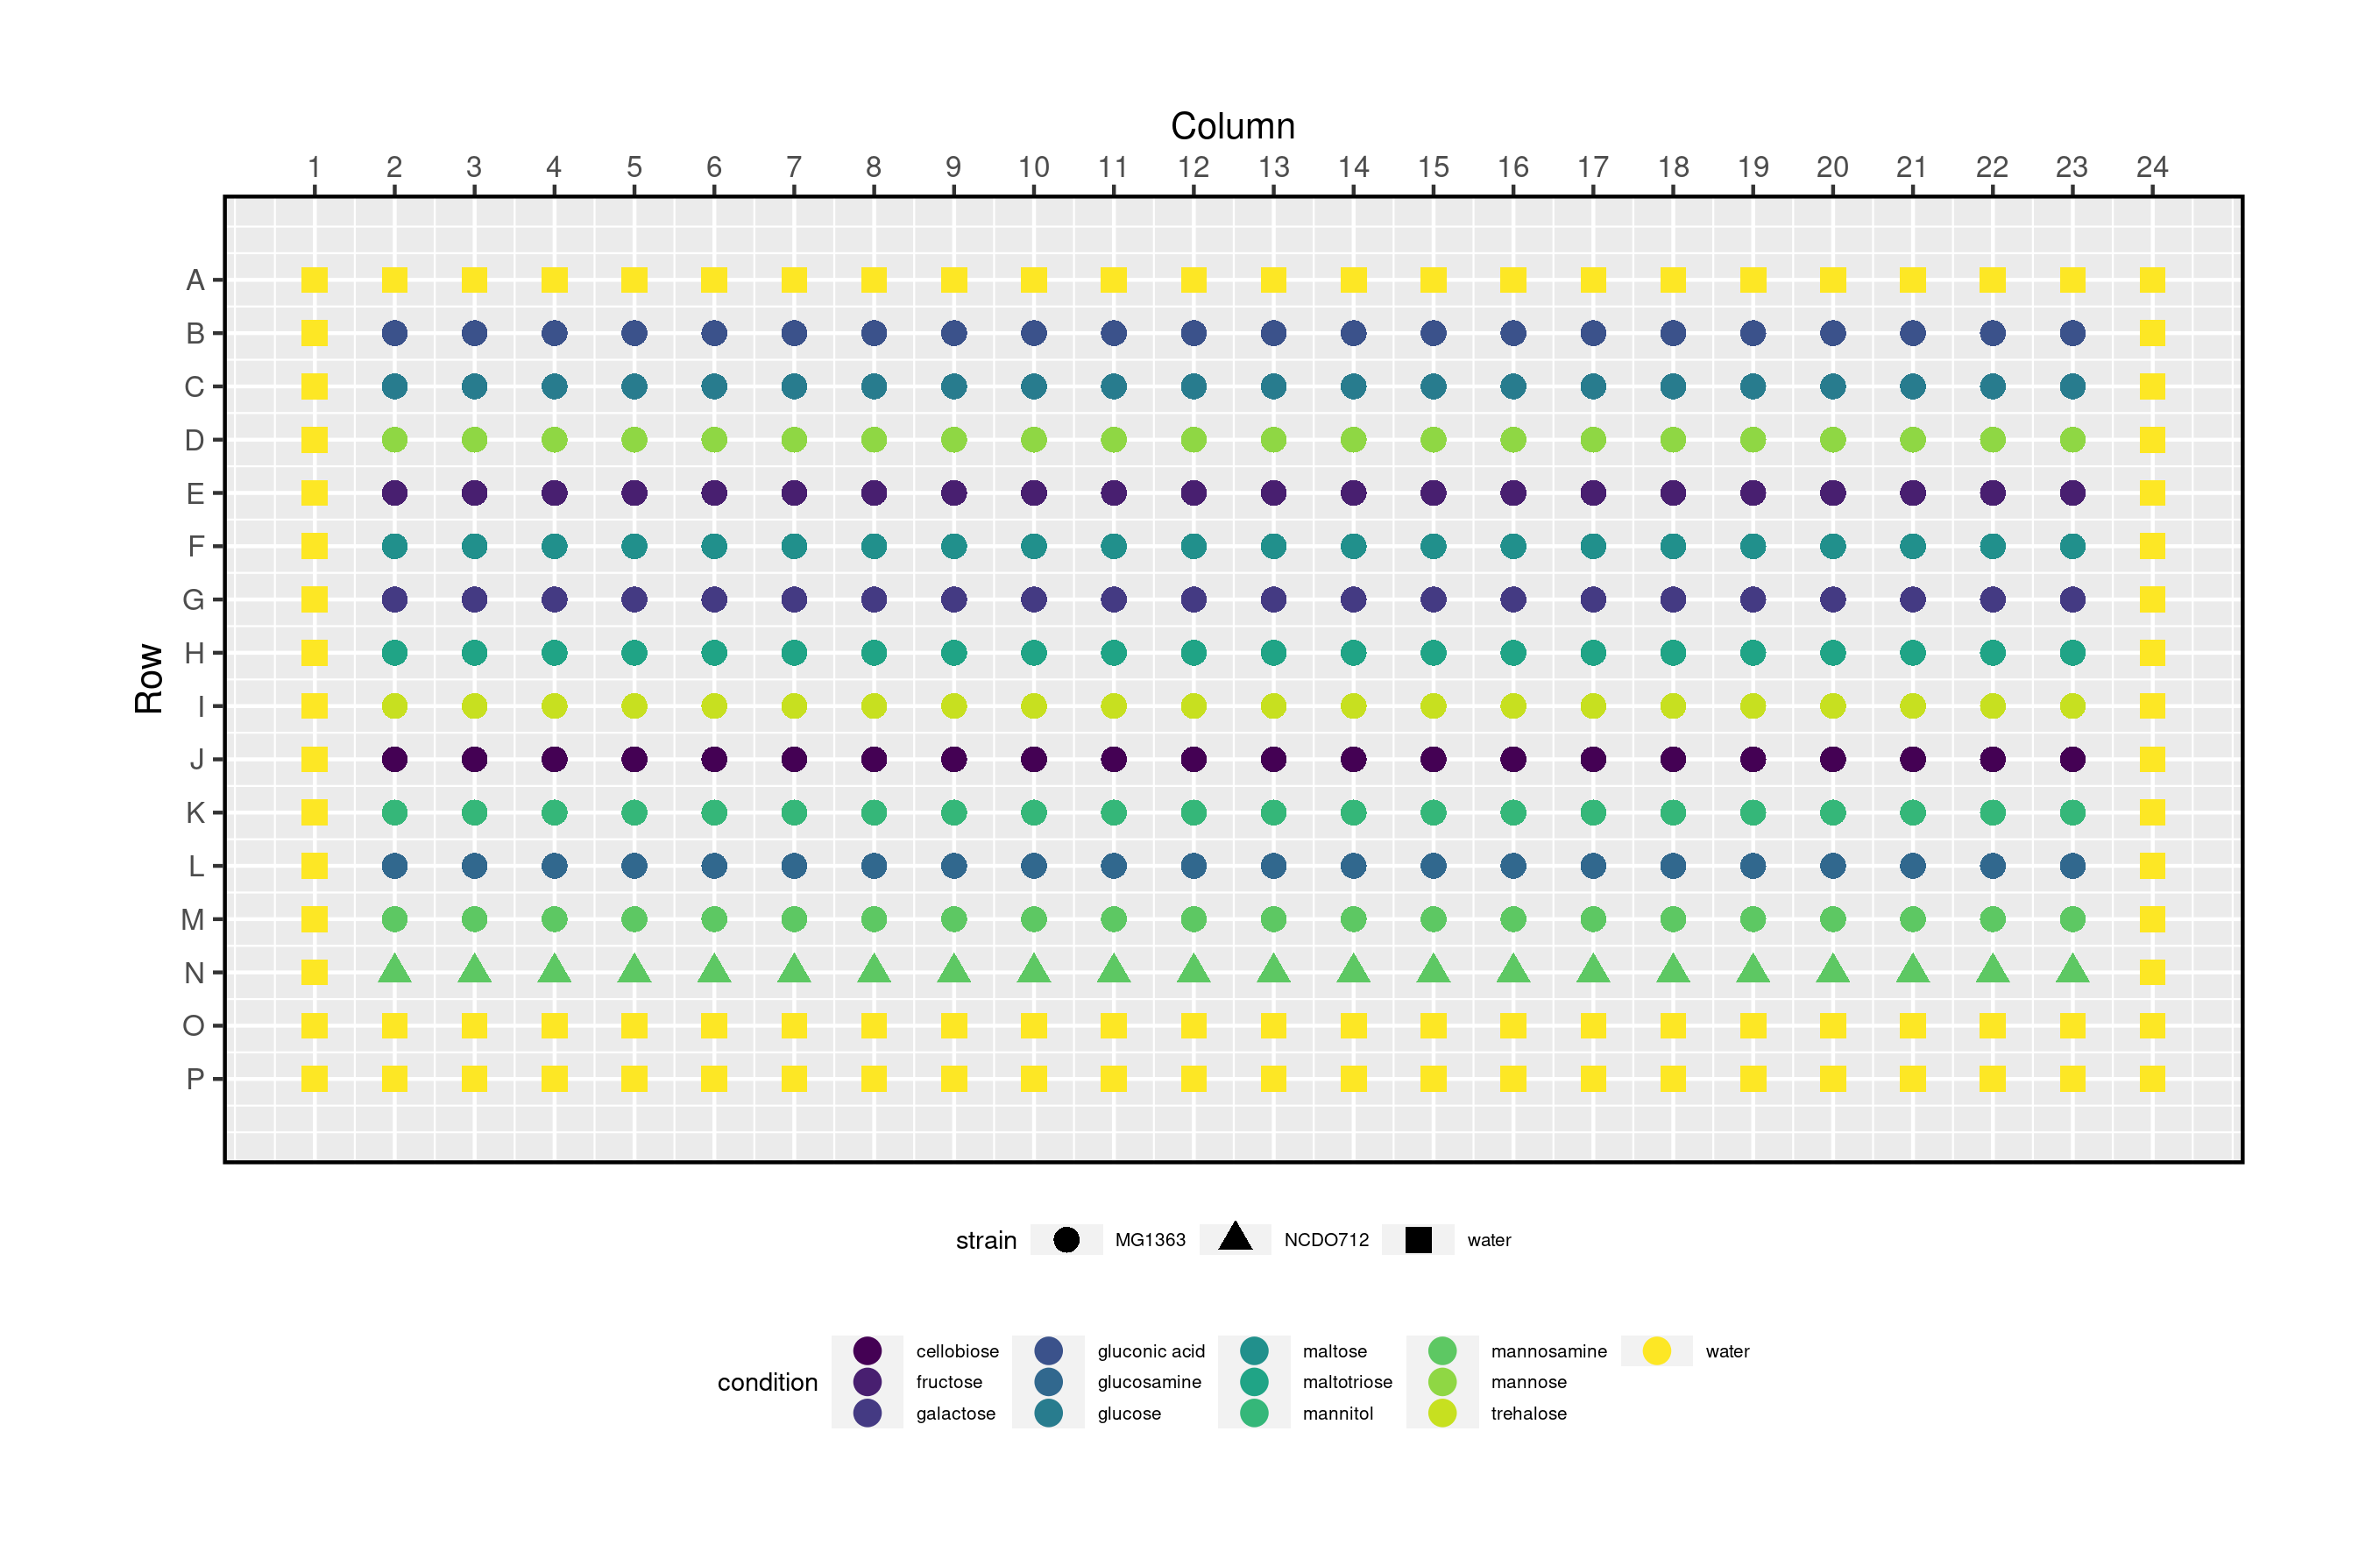 Column
1 2 3 4 5 6 7 8 9 10 11 12 13 14 15 16 17 18 19 20 21 22 23 24
A
B
C
D
E
F
G
H
I
J
K
L
M
N
O
P
Row
strain MG1363 NCDO712 water
cellobiose gluconic acid maltose mannosamine water
condition fructose glucosamine maltotriose mannose
galactose glucose mannitol trehalose